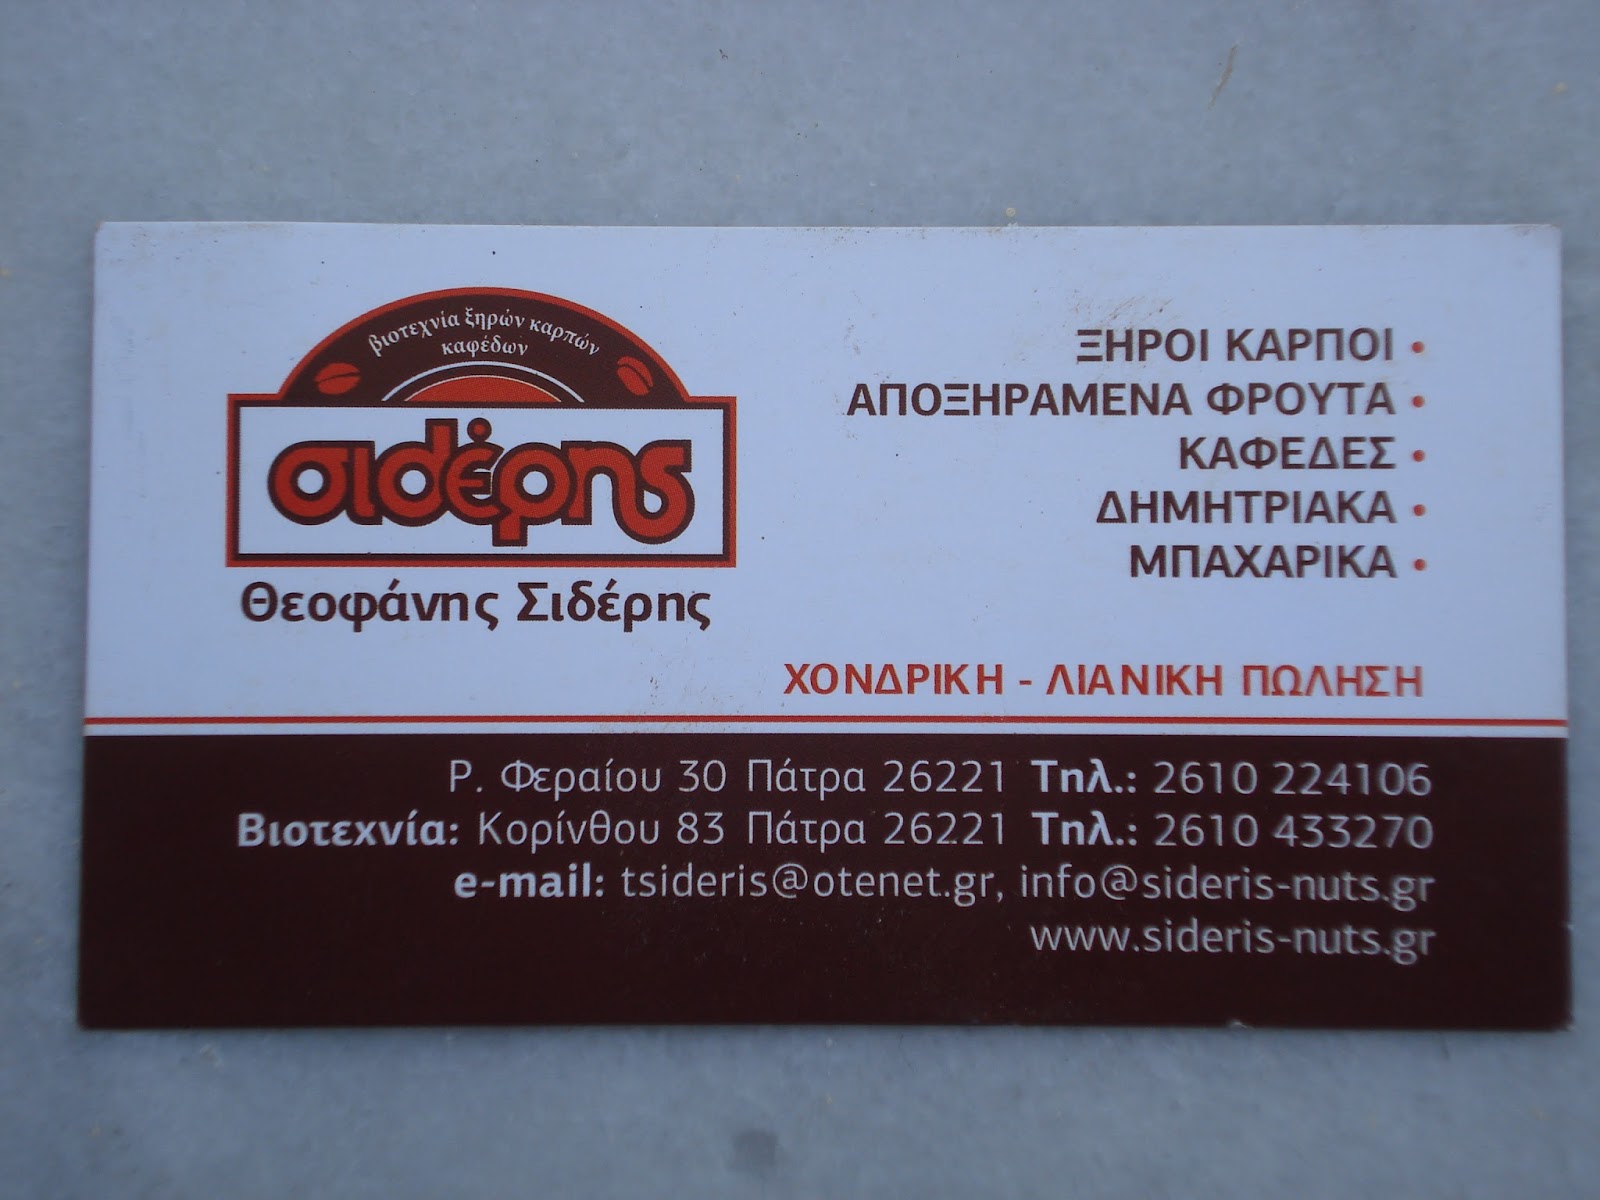 βιοτεχνία ξηρών καρπών
καφέδων
σιδέρης
Θεοφάνης Σιδέρης
ΞΗΡΟΙ ΚΑΡΠΟΙ •
ΑΠΟΞΗΡΑΜΕΝΑ ΦΡΟΥΤΑ •
ΚΑΦΕΔΕΣ •
ΔΗΜΗΤΡΙΑΚΑ •
ΜΠΑΧΑΡΙΚΑ •
ΧΟΝΔΡΙΚΗ - ΛΙΑΝΙΚΗ ΠΩΛΗΣΗ
Ρ. Φεραίου 30 Πάτρα 26221 Τηλ.: 2610 224106
Βιοτεχνία: Κορίνθου 83 Πάτρα 26221 Τηλ.: 2610 433270
e-mail: tsideris@otenet.gr, info@sideris-nuts.gr
www.sideris-nuts.gr